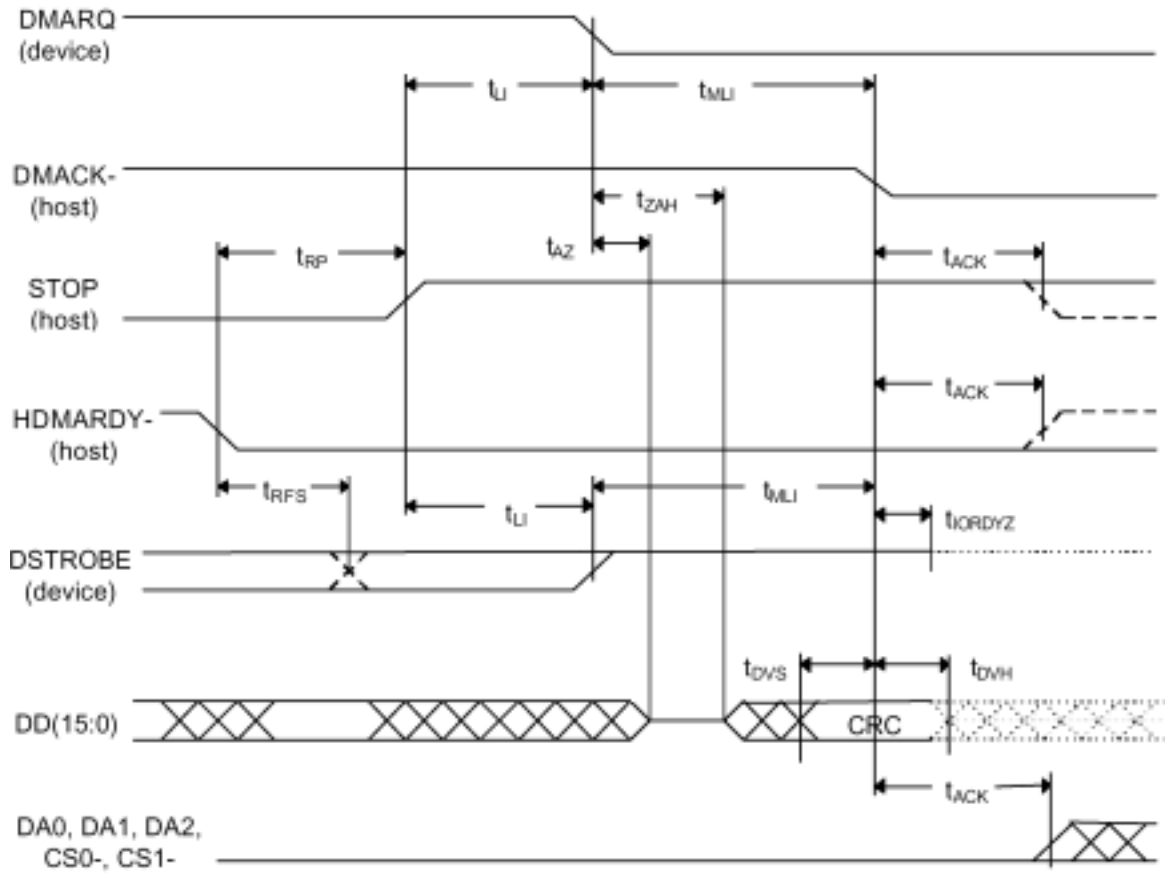 DMARQ
(device)
tLI
tMLI
DMACK-
(host)
tZAH
tAZ
tRP
tACK
STOP
(host)
tACK
HDMARDY-
(host)
tRFS
tLI
tMLI
tIORDYZ
DSTROBE
(device)
tDVS
tDVH
DD(15:0)
CRC
tACK
DA0, DA1, DA2,
CS0-, CS1-